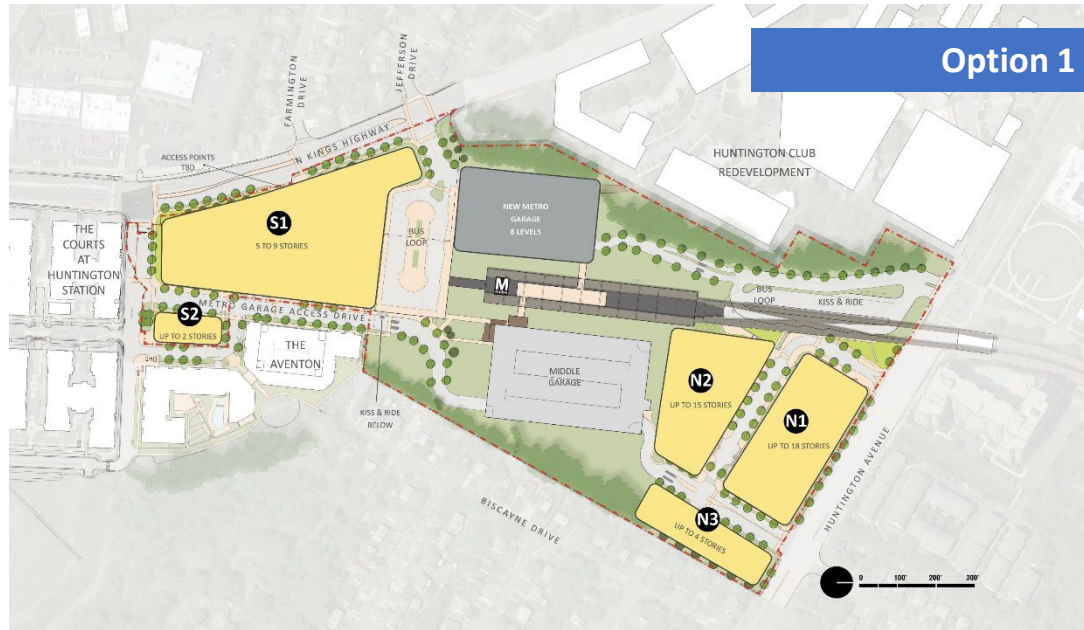 Option 1
JEFFERSON
DRIVE
FARMINGTON
DRIVE
N KINGS HIGHWAY
ACCESS POINTS
TBD
HUNTINGTON CLUB
REDEVELOPMENT
S1
5 TO 9 STORIES
BUS
LOOP
NEW METRO
GARAGE
8 LEVELS
THE
COURTS AT
HUNTINGTON
STATION
M
BUS
LOOP
KISS & RIDE
METRO GARAGE ACCESS DRIVE
S2
UP TO 2 STORIES
THE
AVENTON
KISS & RIDE
BELOW
MIDDLE
GARAGE
N2
UP TO 15 STORIES
N1
UP TO 18 STORIES
N3
UP TO 4 STORIES
HUNTINGTON AVENUE
BISCAYNE DRIVE
0 100' 200' 300'